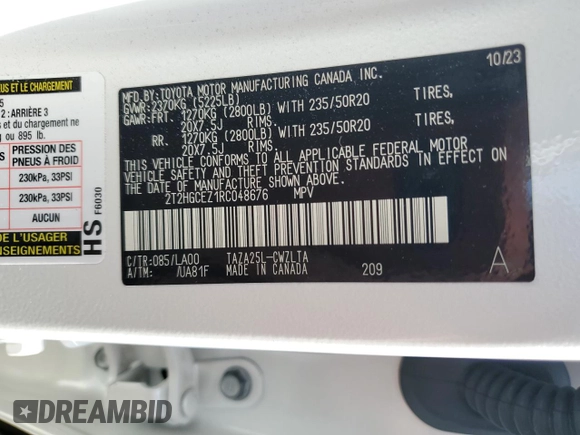 US ET LE CHARGEMENT
5
2 : ARRIÈRE 3
s et du chargement ne
g ou 895 lb.
PRESSION DES
PNEUS À FROID
230kPa, 33PSI
230kPa, 33PSI
AUCUN
DE L'USAGER
ENSEIGNEMENTS
HS F6030
10/23
MFD. BY:TOYOTA MOTOR MANUFACTURING CANADA INC.
GVWR: 2370KG (5225LB)
GAWR:FRT. 1270KG (2800LB) WITH 235/50R20 TIRES,
20X7.5J RIMS.
RR. 1270KG (2800LB) WITH 235/50R20 TIRES,
20X7.5J RIMS.
THIS VEHICLE CONFORMS TO ALL APPLICABLE FEDERAL MOTOR
VEHICLE SAFETY AND THEFT PREVENTION STANDARDS IN EFFECT ON
THE DATE OF MANUFACTURE SHOWN ABOVE.
2T2HGCEZ1RC048676 MPV
C/TR:085/LA00 TAZA25L-CWZLTA
A/TM: /UA81F MADE IN CANADA 209 A
DREAMBID